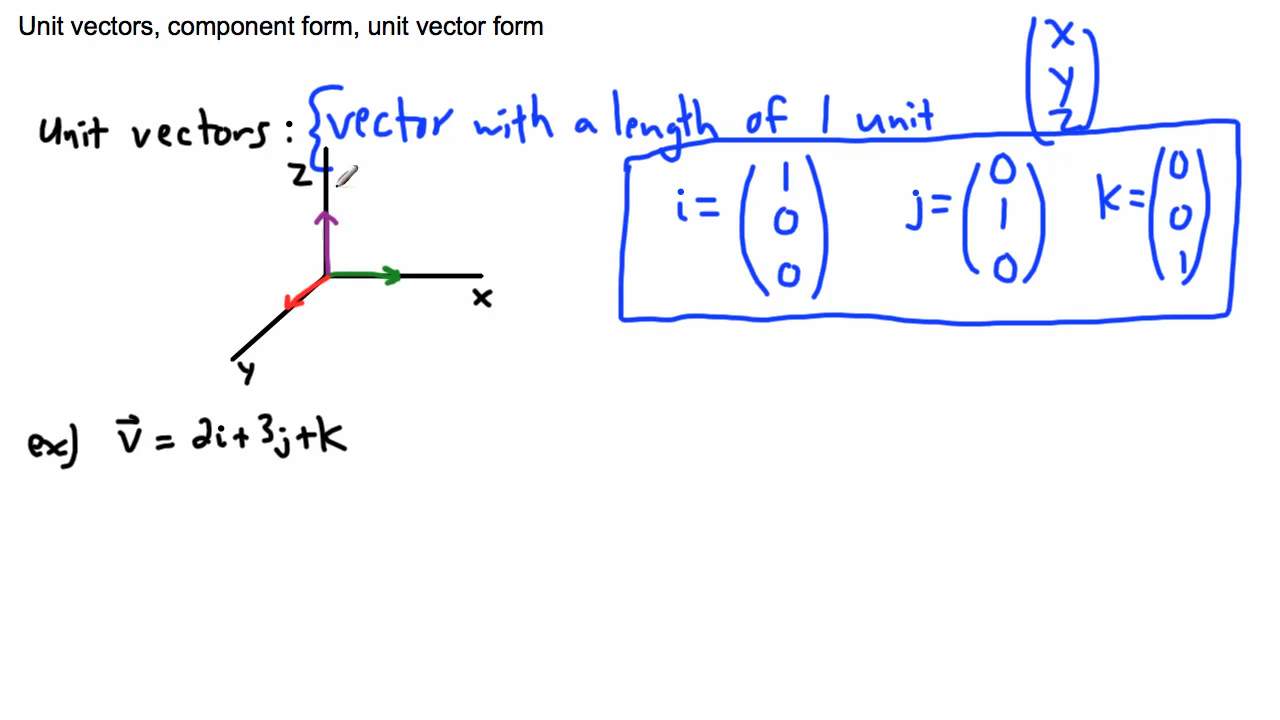 Unit vectors, component form, unit vector form
Unit vectors: {vector with a length of 1 unit
(x
y
z)
i = (1
0
0)
j = (0
1
0)
k = (0
0
1)
z
x
y
ex) v⃗ = 2i + 3j + k